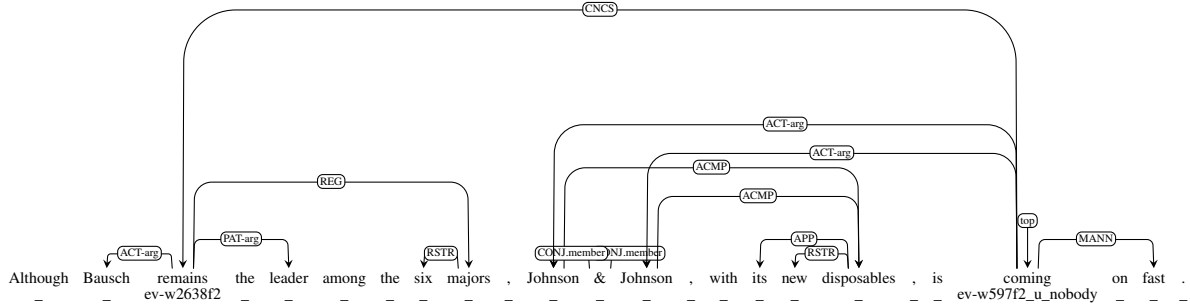 CNCS
ACT-arg
ACT-arg
ACMP
REG
ACMP
top
ACT-arg PAT-arg RSTR CONJ.member NJ.member APP RSTR MANN
Although Bausch remains the leader among the six majors , Johnson & Johnson , with its new disposables , is coming on fast .
_ _ ev-w2638f2 _ _ _ _ _ _ _ _ _ _ _ _ _ _ _ _ _ ev-w597f2_u_nobody _ _ _